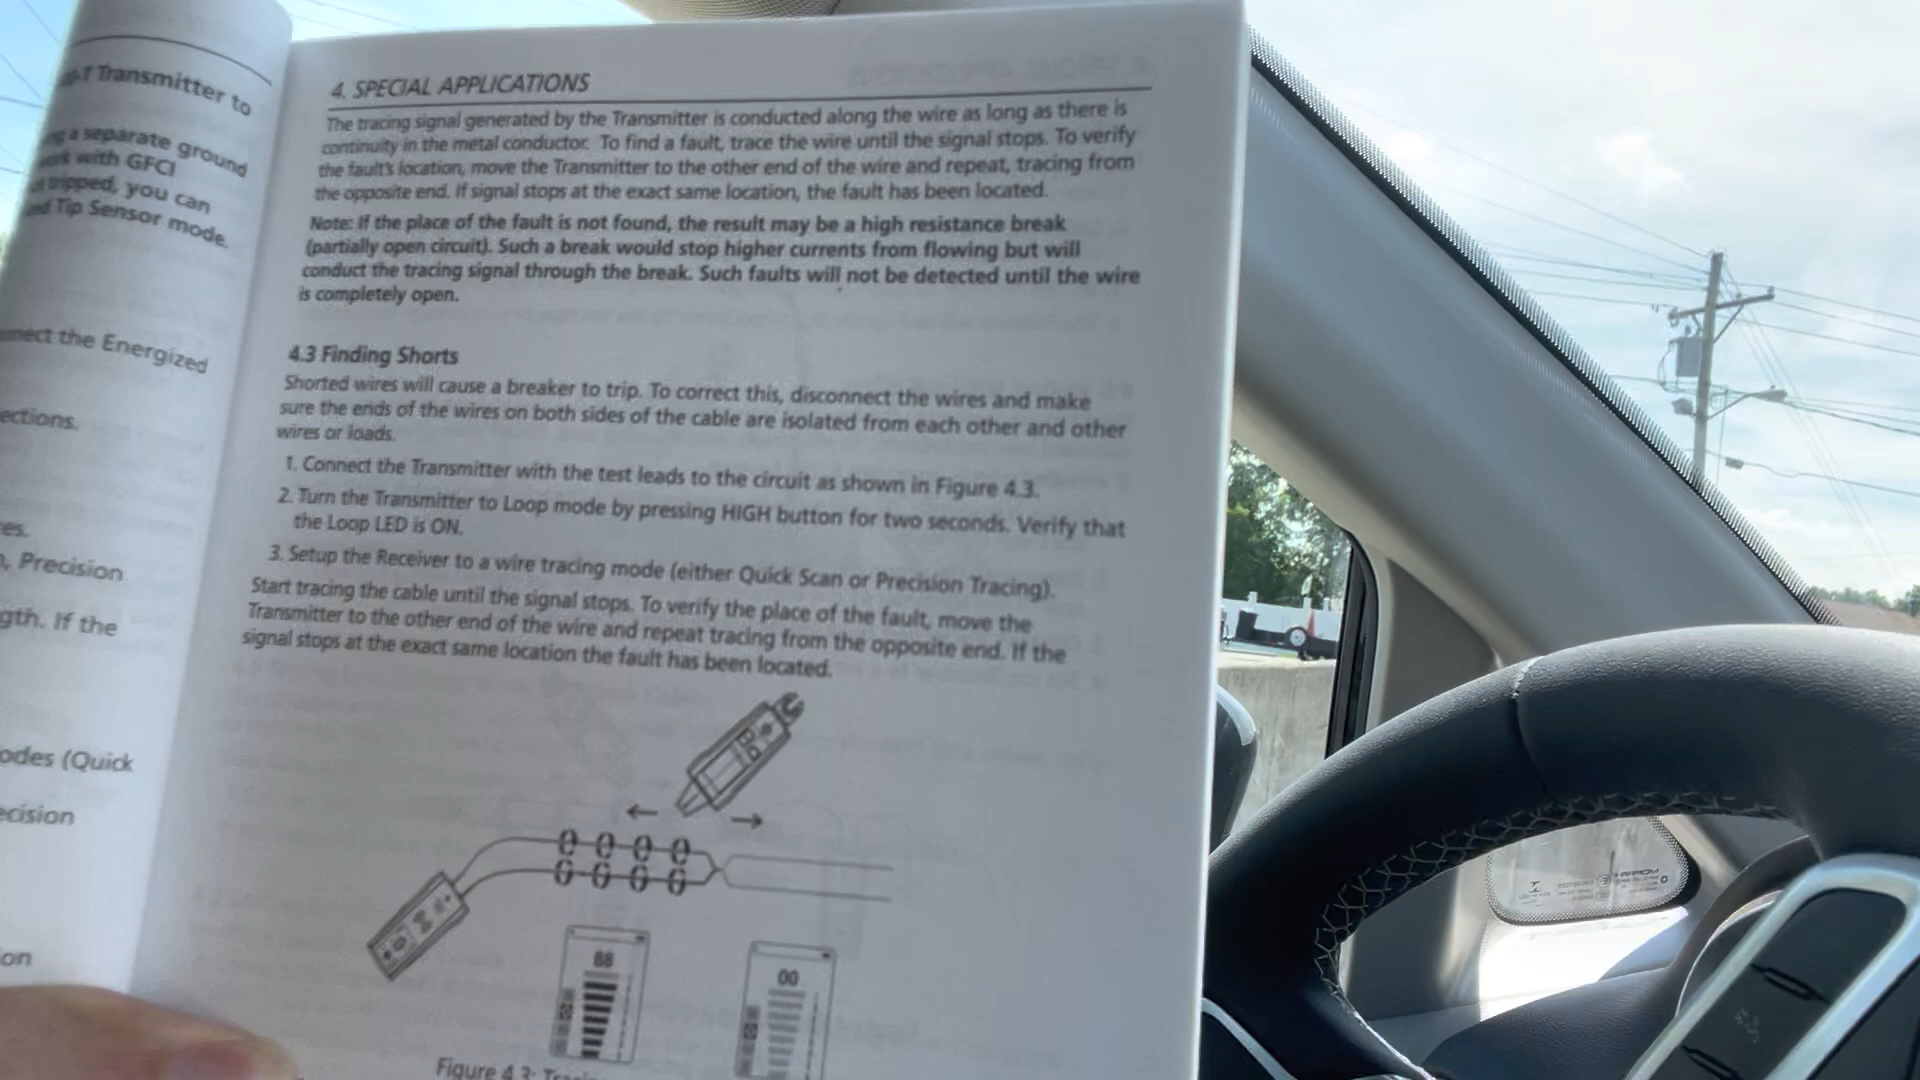 -T Transmitter to
a separate ground
with GFCI
tripped, you can
Tip Sensor mode.
the Energized
res.
Precision
gth. If the
odes (Quick
ecision
on
4. SPECIAL APPLICATIONS
The tracing signal generated by the Transmitter is conducted along the wire as long as there is
continuity in the metal conductor. To find a fault, trace the wire until the signal stops. To verify
the fault's location, move the Transmitter to the other end of the wire and repeat, tracing from
the opposite end. If signal stops at the exact same location, the fault has been located.
Note: If the place of the fault is not found, the result may be a high resistance break
(partially open circuit). Such a break would stop higher currents from flowing but will
conduct the tracing signal through the break. Such faults will not be detected until the wire
is completely open.
4.3 Finding Shorts
Shorted wires will cause a breaker to trip. To correct this, disconnect the wires and make
sure the ends of the wires on both sides of the cable are isolated from each other and other
wires or loads.
1. Connect the Transmitter with the test leads to the circuit as shown in Figure 4.3.
2. Turn the Transmitter to Loop mode by pressing HIGH button for two seconds. Verify that
the Loop LED is ON.
3. Setup the Receiver to a wire tracing mode (either Quick Scan or Precision Tracing).
Start tracing the cable until the signal stops. To verify the place of the fault, move the
Transmitter to the other end of the wire and repeat tracing from the opposite end. If the
signal stops at the exact same location the fault has been located.
88
00
Figure 4.3: